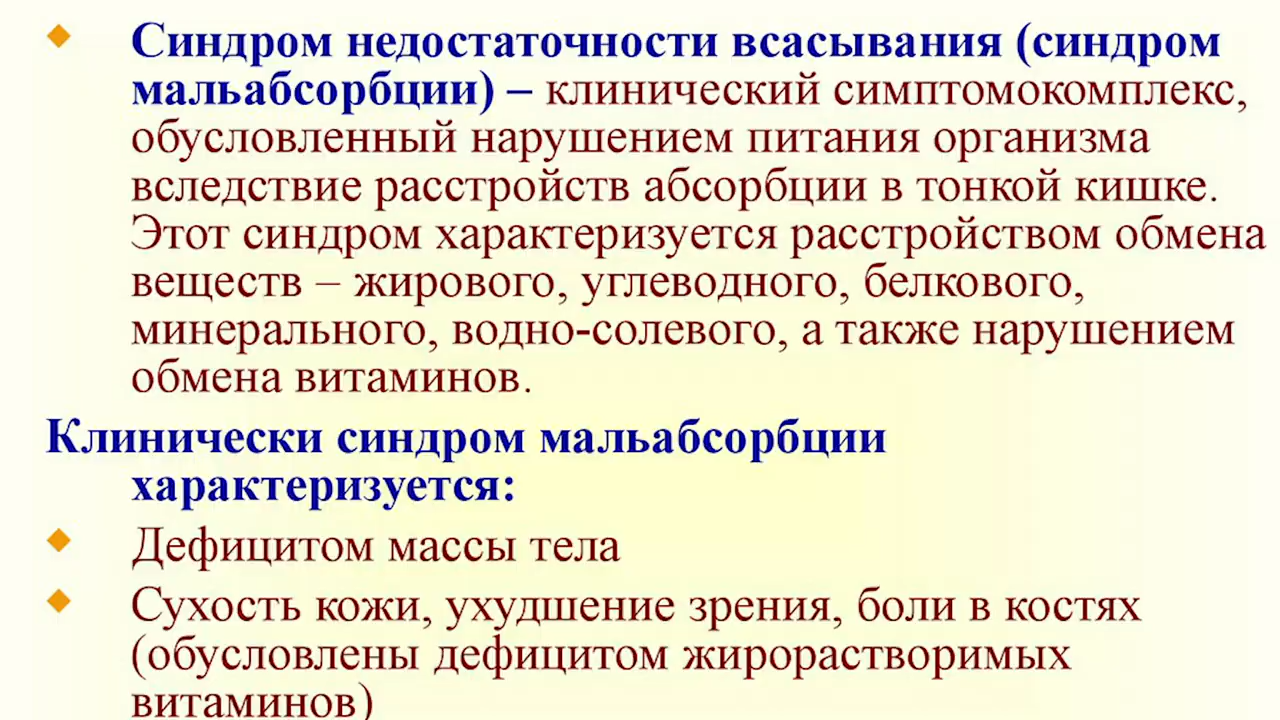 Синдром недостаточности всасывания (синдром
мальабсорбции) – клинический симптомокомплекс,
обусловленный нарушением питания организма
вследствие расстройств абсорбции в тонкой кишке.
Этот синдром характеризуется расстройством обмена
веществ – жирового, углеводного, белкового,
минерального, водно-солевого, а также нарушением
обмена витаминов.
Клинически синдром мальабсорбции
характеризуется:
Дефицитом массы тела
Сухость кожи, ухудшение зрения, боли в костях
(обусловлены дефицитом жирорастворимых
витаминов)